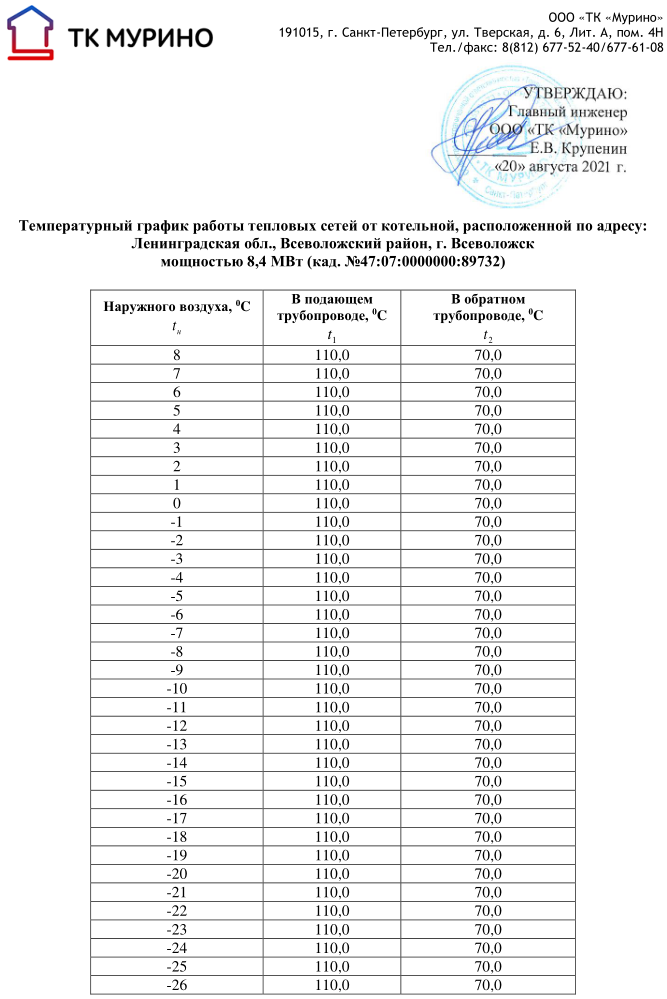 ТК МУРИНО
ООО «ТК «Мурино»
191015, г. Санкт-Петербург, ул. Тверская, д. 6, Лит. А, пом. 4Н
Тел./факс: 8(812) 677-52-40/677-61-08
УТВЕРЖДАЮ:
Главный инженер
ООО «ТК «Мурино»
__________ Е.В. Крупенин
«20» августа 2021 г.
ТК МУРИНО
Санкт-Петербург
Температурный график работы тепловых сетей от котельной, расположенной по адресу:
Ленинградская обл., Всеволожский район, г. Всеволожск
мощностью 8,4 МВт (кад. №47:07:0000000:89732)
Наружного воздуха, ⁰С tн
В подающем
трубопроводе, ⁰С
t1
В обратном
трубопроводе, ⁰С
t2
8 110,0 70,0
7 110,0 70,0
6 110,0 70,0
5 110,0 70,0
4 110,0 70,0
3 110,0 70,0
2 110,0 70,0
1 110,0 70,0
0 110,0 70,0
-1 110,0 70,0
-2 110,0 70,0
-3 110,0 70,0
-4 110,0 70,0
-5 110,0 70,0
-6 110,0 70,0
-7 110,0 70,0
-8 110,0 70,0
-9 110,0 70,0
-10 110,0 70,0
-11 110,0 70,0
-12 110,0 70,0
-13 110,0 70,0
-14 110,0 70,0
-15 110,0 70,0
-16 110,0 70,0
-17 110,0 70,0
-18 110,0 70,0
-19 110,0 70,0
-20 110,0 70,0
-21 110,0 70,0
-22 110,0 70,0
-23 110,0 70,0
-24 110,0 70,0
-25 110,0 70,0
-26 110,0 70,0